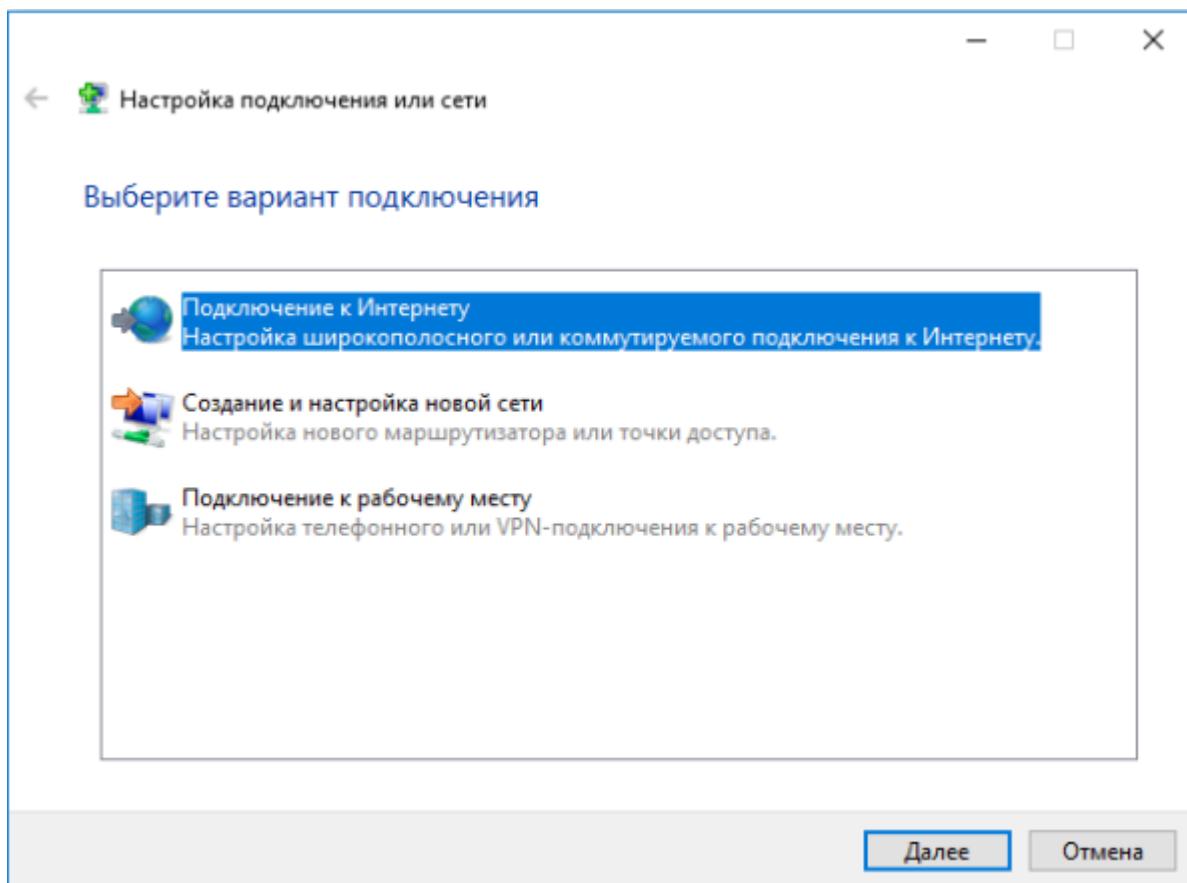 Настройка подключения или сети
Выберите вариант подключения
Подключение к Интернету
Настройка широкополосного или коммутируемого подключения к Интернету.
Создание и настройка новой сети
Настройка нового маршрутизатора или точки доступа.
Подключение к рабочему месту
Настройка телефонного или VPN-подключения к рабочему месту.
Далее
Отмена